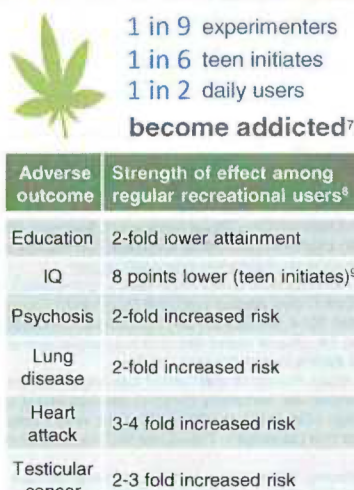 1 in 9 experimenters
1 in 6 teen initiates
1 in 2 daily users
become addicted7
Adverse outcome Strength of effect among regular recreational users8
Education 2-fold lower attainment
IQ 8 points lower (teen initiates)9
Psychosis 2-fold increased risk
Lung disease 2-fold increased risk
Heart attack 3-4 fold increased risk
Testicular cancer 2-3 fold increased risk